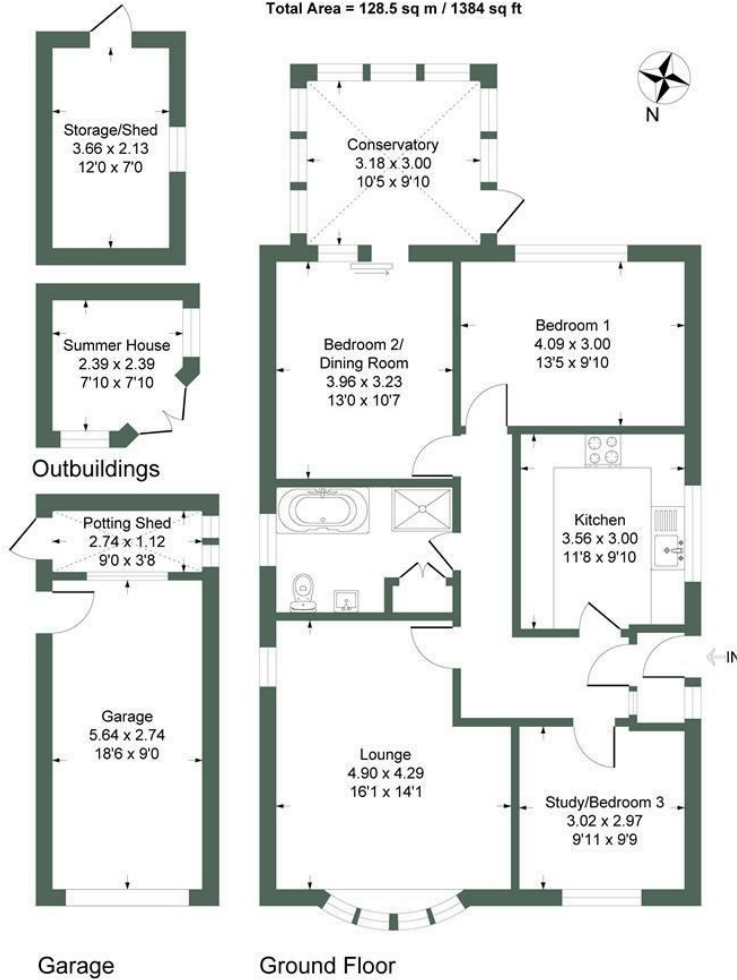 Total Area = 128.5 sq m / 1384 sq ft
N
Storage/Shed
3.66 x 2.13
12'0 x 7'0
Conservatory
3.18 x 3.00
10'5 x 9'10
Summer House
2.39 x 2.39
7'10 x 7'10
Outbuildings
Bedroom 2/
Dining Room
3.96 x 3.23
13'0 x 10'7
Bedroom 1
4.09 x 3.00
13'5 x 9'10
Potting Shed
2.74 x 1.12
9'0 x 3'8
Kitchen
3.56 x 3.00
11'8 x 9'10
IN
Garage
5.64 x 2.74
18'6 x 9'0
Lounge
4.90 x 4.29
16'1 x 14'1
Study/Bedroom 3
3.02 x 2.97
9'11 x 9'9
Garage
Ground Floor